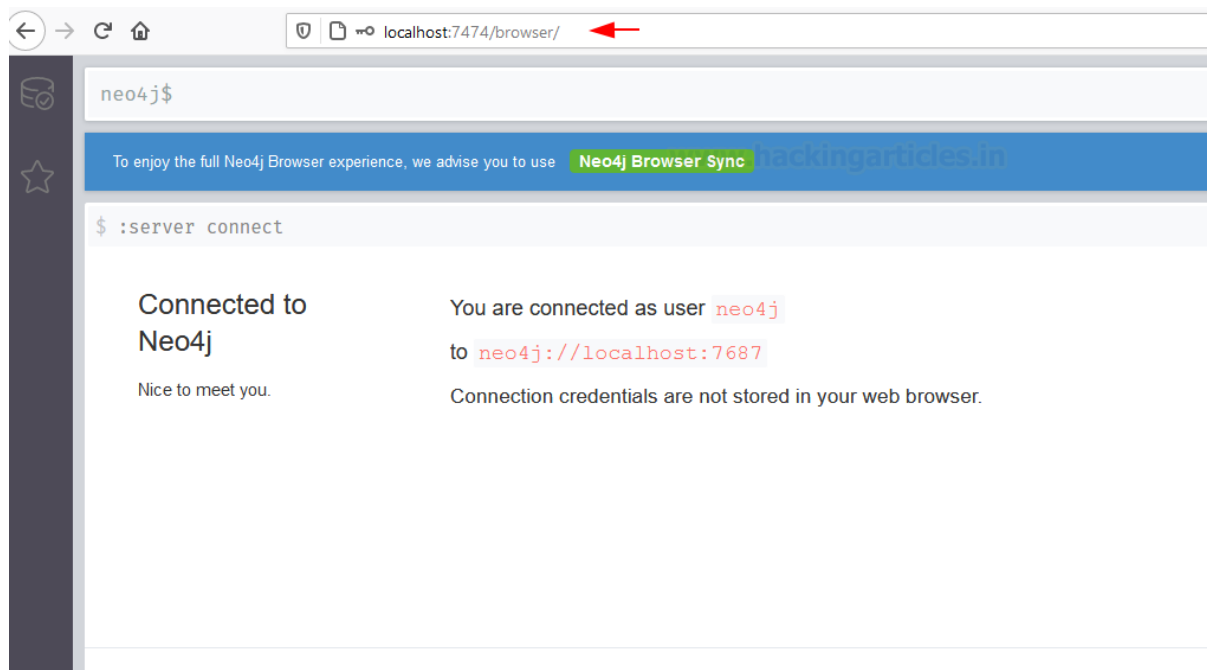 localhost:7474/browser/
neo4j$
To enjoy the full Neo4j Browser experience, we advise you to use Neo4j Browser Sync
www.hackingarticles.in
$ :server connect
Connected to
Neo4j
Nice to meet you.
You are connected as user neo4j
to neo4j://localhost:7687
Connection credentials are not stored in your web browser.